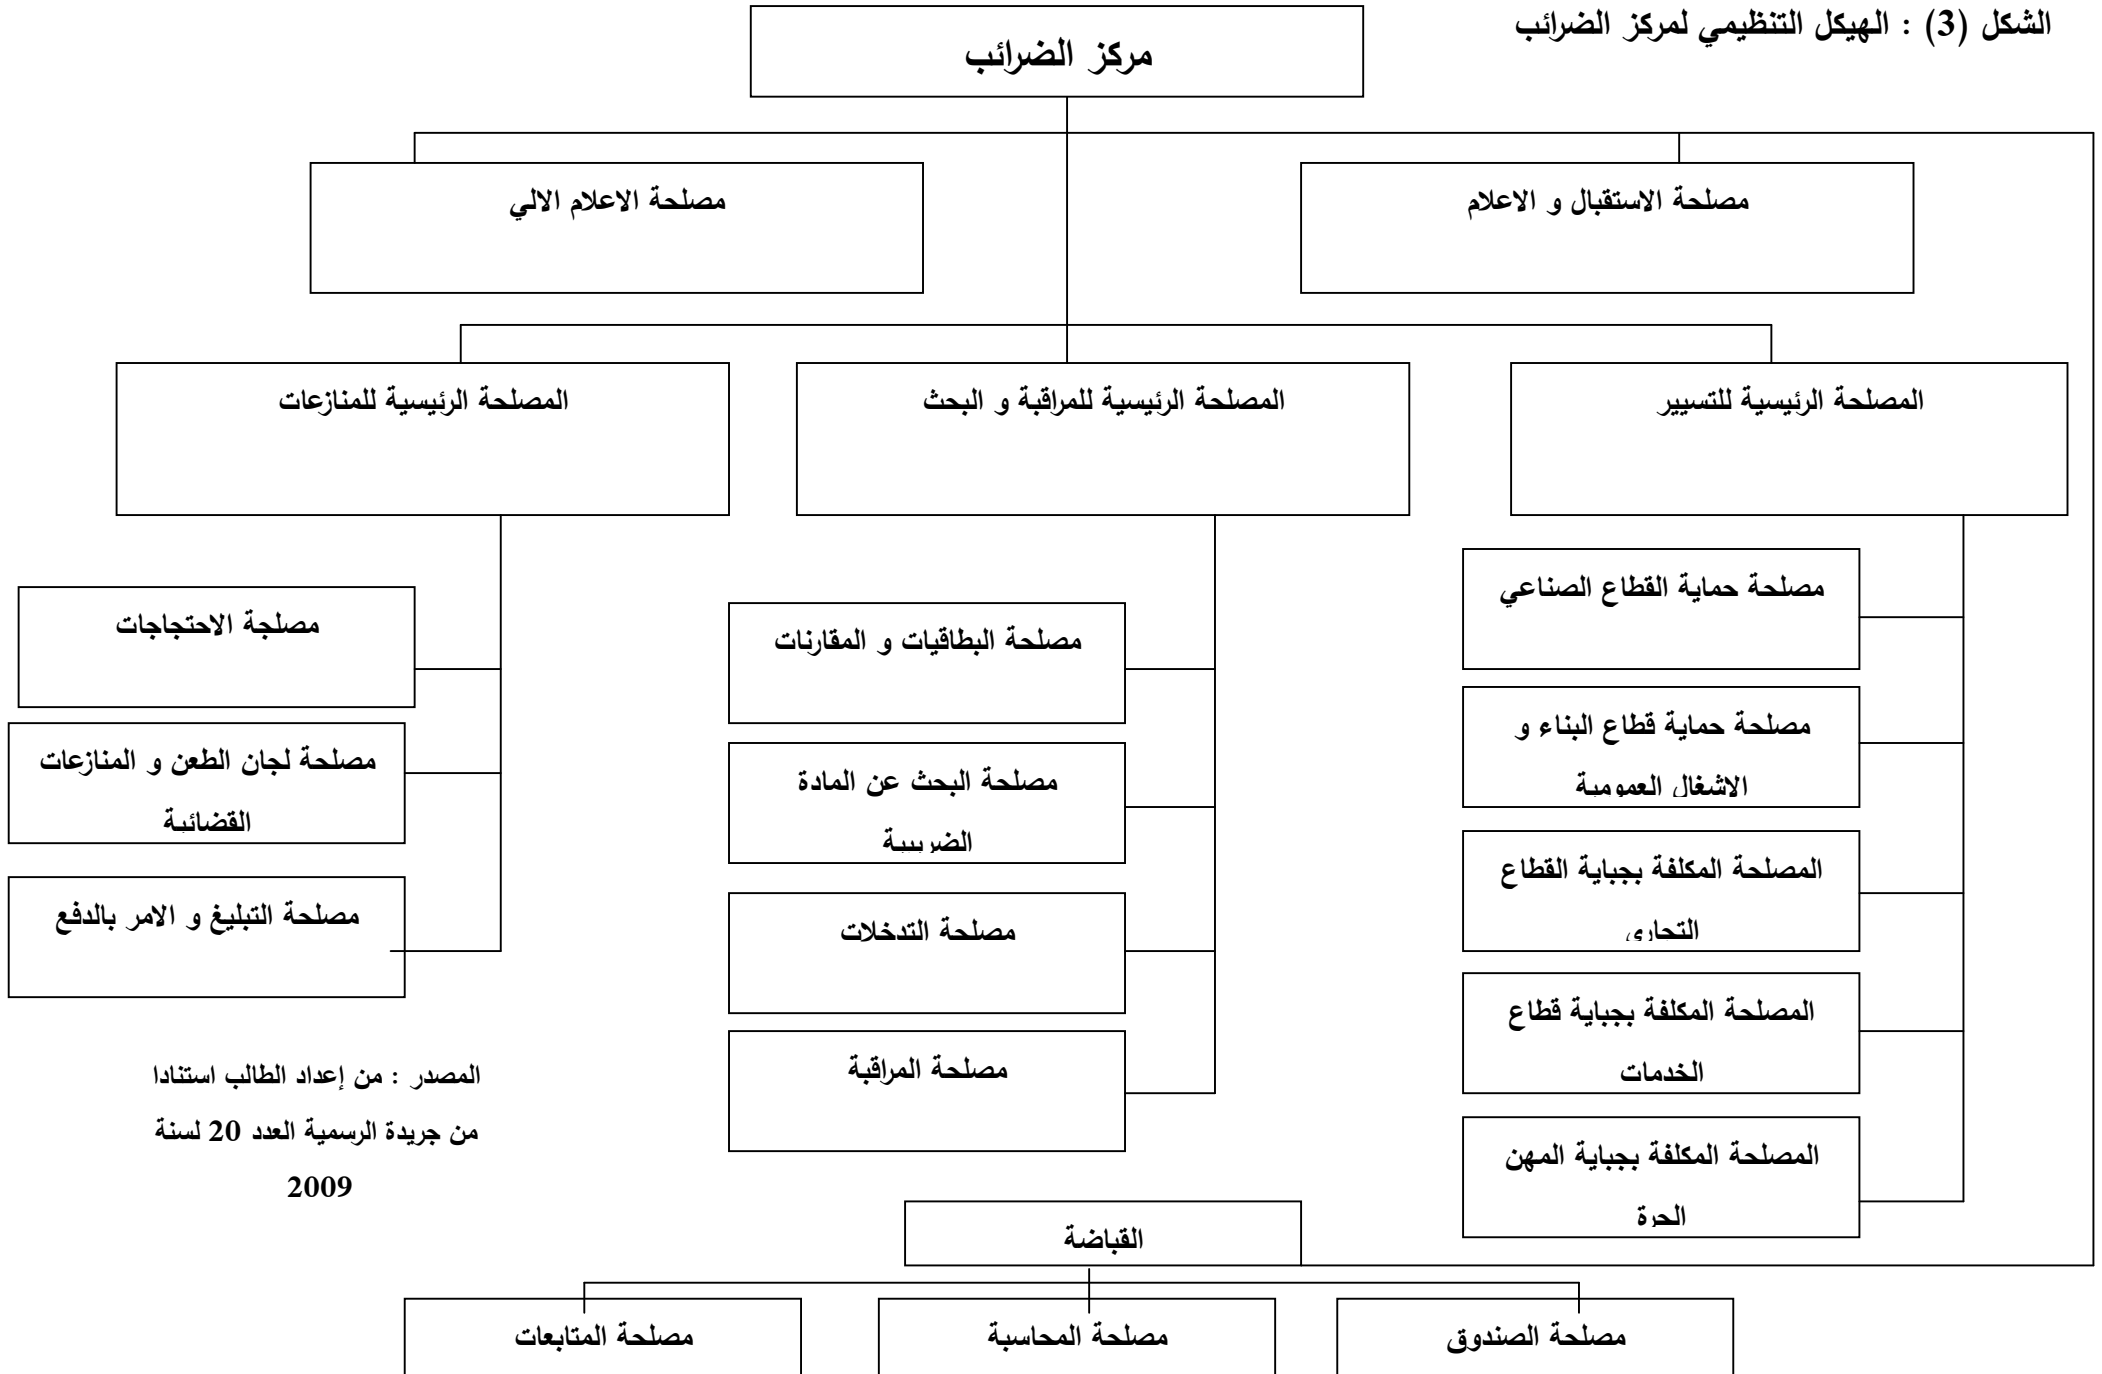 الشكل (3) : الهيكل التنظيمي لمركز الضرائب
مركز الضرائب
مصلحة الاستقبال و الاعلام
مصلحة الاعلام الالي
المصلحة الرئيسية للتسيير
المصلحة الرئيسية للمراقبة و البحث
المصلحة الرئيسية للمنازعات
مصلحة حماية القطاع الصناعي
مصلحة حماية قطاع البناء و
الاشغال العمومية
المصلحة المكلفة بجباية القطاع
التجاري
المصلحة المكلفة بجباية قطاع
الخدمات
المصلحة المكلفة بجباية المهن
الحرة
مصلحة البطاقيات و المقارنات
مصلحة البحث عن المادة
الضريبية
مصلحة التدخلات
مصلحة المراقبة
مصلجة الاحتجاجات
مصلحة لجان الطعن و المنازعات
القضائية
مصلحة التبليغ و الامر بالدفع
المصدر : من إعداد الطالب استنادا
من جريدة الرسمية العدد 20 لسنة
2009
القباضة
مصلحة الصندوق
مصلحة المحاسبة
مصلحة المتابعات